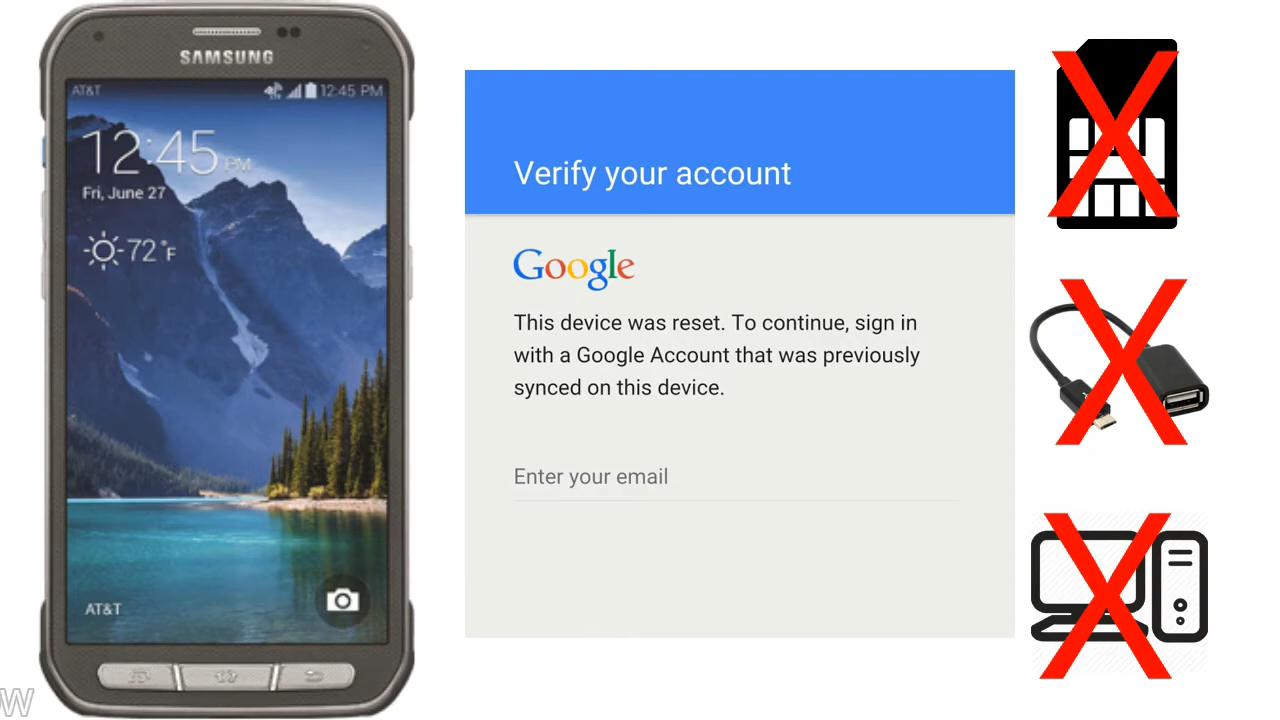 SAMSUNG
AT&T
12:45 PM
12:45 PM
Fri, June 27
72°F
AT&T
Verify your account
Google
This device was reset. To continue, sign in
with a Google Account that was previously
synced on this device.
Enter your email
W